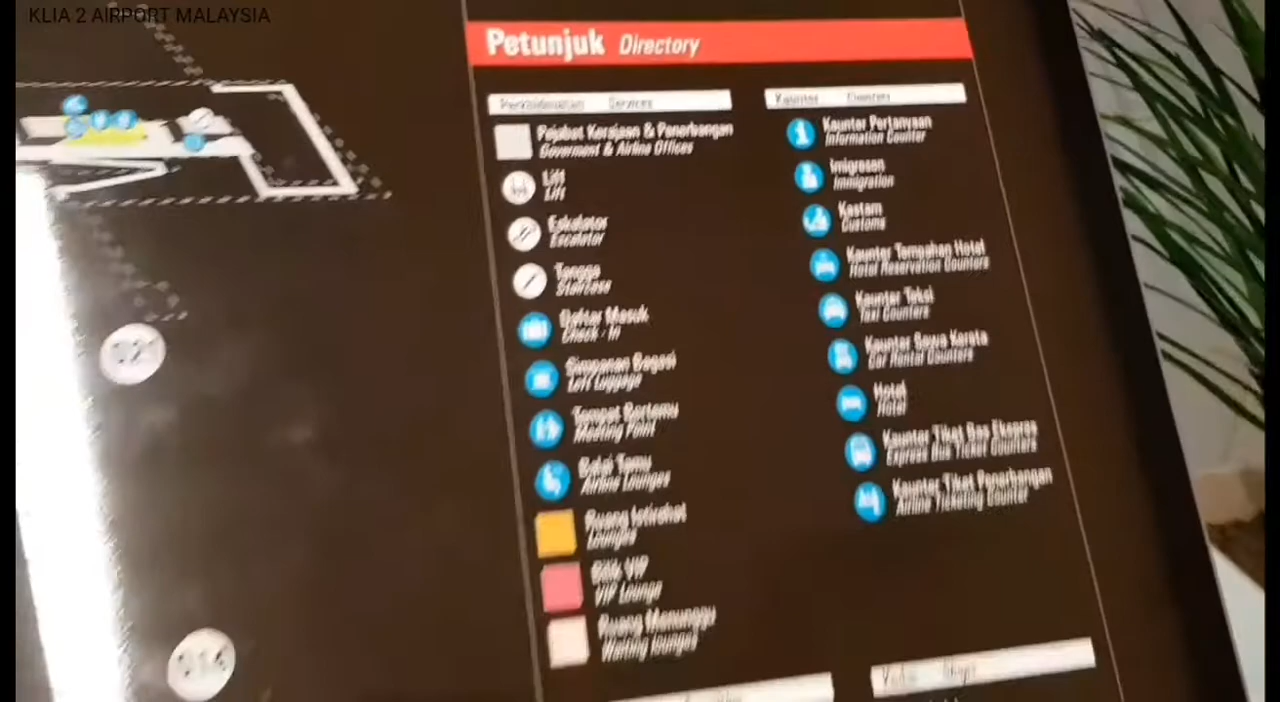 KLIA 2 AIRPORT MALAYSIA
Petunjuk Directory
Perkhidmatan Services
Pejabat Kerajaan & Penerbangan
Goverment & Airline Offices
Lift
Lift
Eskalator
Escalator
Tangga
Staircase
Daftar Masuk
Check - In
Simpanan Bagasi
Left Luggage
Tempat Bertemu
Meeting Point
Balai Temu
Airline Lounges
Ruang Istirahat
Lounges
Bilik VIP
VIP Lounge
Ruang Menunggu
Waiting lounges
Kaunter Counters
Kaunter Pertanyaan
Information Counter
Imigresen
Immigration
Kastam
Customs
Kaunter Tempahan Hotel
Hotel Reservation Counters
Kaunter Teksi
Taxi Counters
Kaunter Sewa Kereta
Car Rental Counters
Hotel
Hotel
Kaunter Tiket Bas Ekspres
Express Bus Ticket Counters
Kaunter Tiket Penerbangan
Airline Ticketing Counter
Kedai Shops